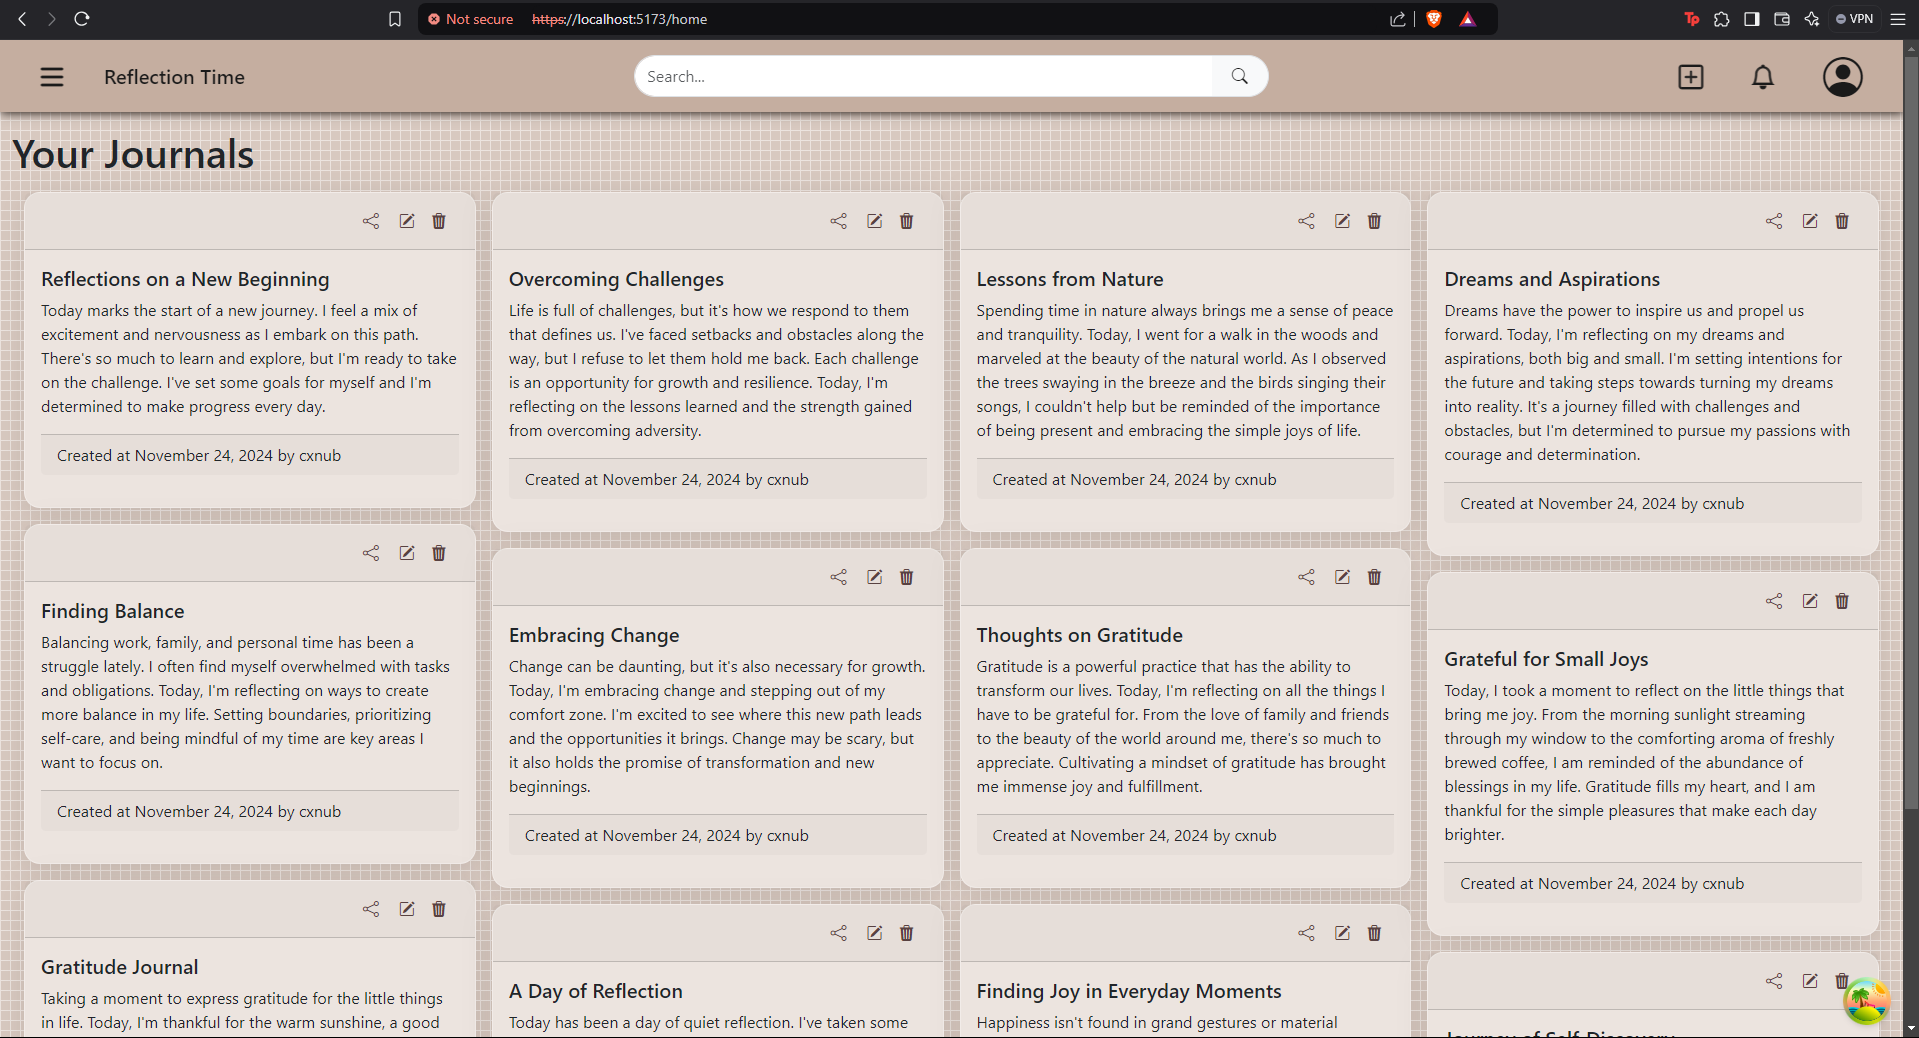 Not secure https://localhost:5173/home
Tp
VPN
Reflection Time
Search...
Your Journals
Reflections on a New Beginning
Today marks the start of a new journey. I feel a mix of
excitement and nervousness as I embark on this path.
There's so much to learn and explore, but I'm ready to take
on the challenge. I've set some goals for myself and I'm
determined to make progress every day.
Created at November 24, 2024 by cxnub
Finding Balance
Balancing work, family, and personal time has been a
struggle lately. I often find myself overwhelmed with tasks
and obligations. Today, I'm reflecting on ways to create
more balance in my life. Setting boundaries, prioritizing
self-care, and being mindful of my time are key areas I
want to focus on.
Created at November 24, 2024 by cxnub
Gratitude Journal
Taking a moment to express gratitude for the little things
in life. Today, I'm thankful for the warm sunshine, a good
Overcoming Challenges
Life is full of challenges, but it's how we respond to them
that defines us. I've faced setbacks and obstacles along the
way, but I refuse to let them hold me back. Each challenge
is an opportunity for growth and resilience. Today, I'm
reflecting on the lessons learned and the strength gained
from overcoming adversity.
Created at November 24, 2024 by cxnub
Embracing Change
Change can be daunting, but it's also necessary for growth.
Today, I'm embracing change and stepping out of my
comfort zone. I'm excited to see where this new path leads
and the opportunities it brings. Change may be scary, but
it also holds the promise of transformation and new
beginnings.
Created at November 24, 2024 by cxnub
A Day of Reflection
Today has been a day of quiet reflection. I've taken some
Lessons from Nature
Spending time in nature always brings me a sense of peace
and tranquility. Today, I went for a walk in the woods and
marveled at the beauty of the natural world. As I observed
the trees swaying in the breeze and the birds singing their
songs, I couldn't help but be reminded of the importance
of being present and embracing the simple joys of life.
Created at November 24, 2024 by cxnub
Thoughts on Gratitude
Gratitude is a powerful practice that has the ability to
transform our lives. Today, I'm reflecting on all the things I
have to be grateful for. From the love of family and friends
to the beauty of the world around me, there's so much to
appreciate. Cultivating a mindset of gratitude has brought
me immense joy and fulfillment.
Created at November 24, 2024 by cxnub
Finding Joy in Everyday Moments
Happiness isn't found in grand gestures or material
Dreams and Aspirations
Dreams have the power to inspire us and propel us
forward. Today, I'm reflecting on my dreams and
aspirations, both big and small. I'm setting intentions for
the future and taking steps towards turning my dreams
into reality. It's a journey filled with challenges and
obstacles, but I'm determined to pursue my passions with
courage and determination.
Created at November 24, 2024 by cxnub
Grateful for Small Joys
Today, I took a moment to reflect on the little things that
bring me joy. From the morning sunlight streaming
through my window to the comforting aroma of freshly
brewed coffee, I am reminded of the abundance of
blessings in my life. Gratitude fills my heart, and I am
thankful for the simple pleasures that make each day
brighter.
Created at November 24, 2024 by cxnub
Journey of Self-Discovery